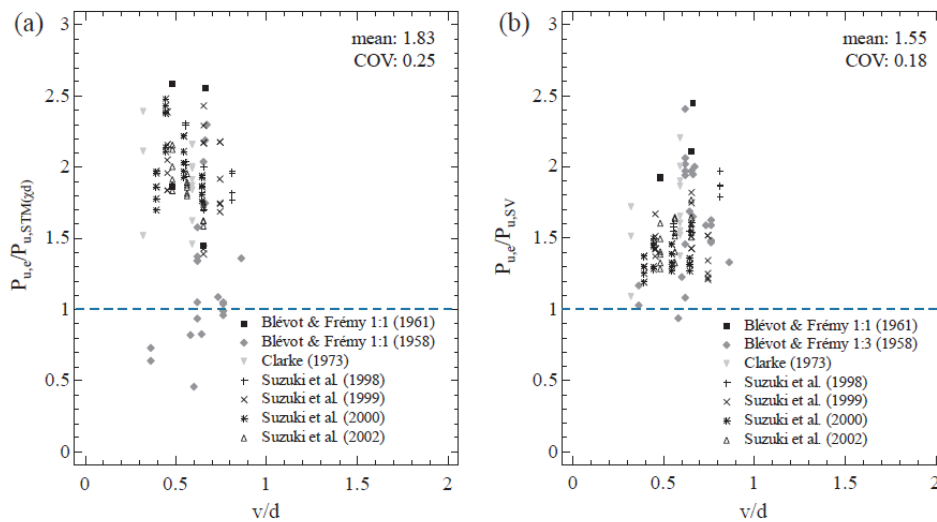 (a)
mean: 1.83
COV: 0.25
3
2.5
2
1.5
1
0.5
0
P_{u,e}/P_{u,STM(χd)}
Blévot & Frémy 1:1 (1961)
Blévot & Frémy 1:1 (1958)
Clarke (1973)
Suzuki et al. (1998)
Suzuki et al. (1999)
Suzuki et al. (2000)
Suzuki et al. (2002)
0 0.5 1 1.5 2
v/d
(b)
mean: 1.55
COV: 0.18
3
2.5
2
1.5
1
0.5
0
P_{u,e}/P_{u,SV}
Blévot & Frémy 1:1 (1961)
Blévot & Frémy 1:3 (1958)
Clarke (1973)
Suzuki et al. (1998)
Suzuki et al. (1999)
Suzuki et al. (2000)
Suzuki et al. (2002)
0 0.5 1 1.5 2
v/d